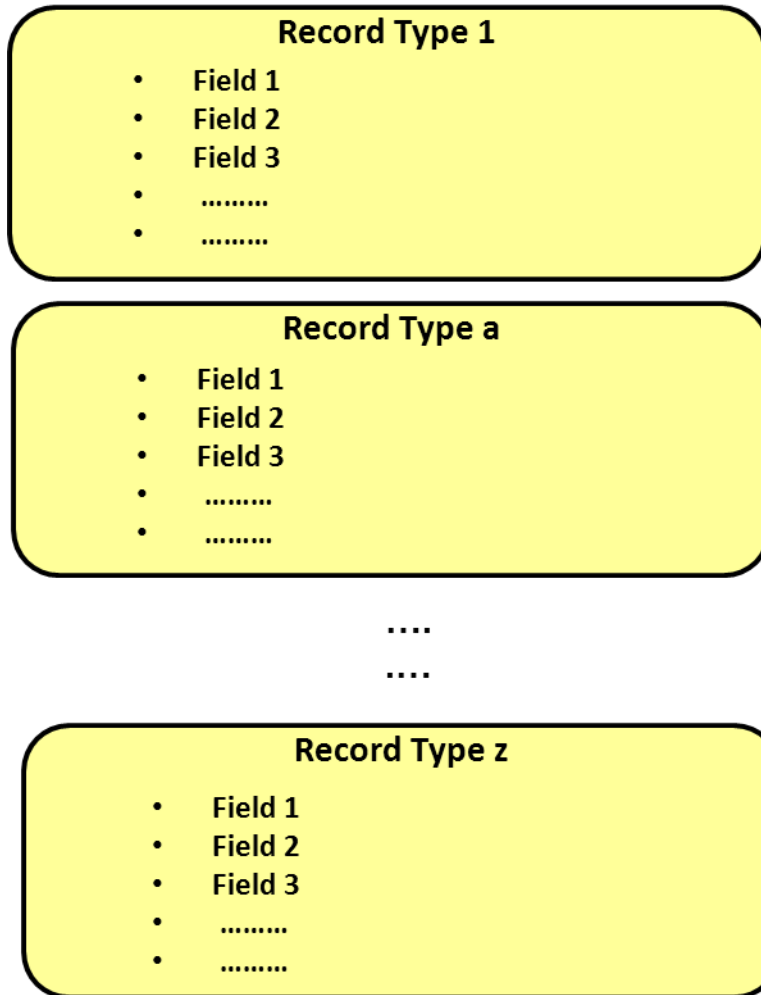 Record Type 1
• Field 1
• Field 2
• Field 3
• ………
• ………
Record Type a
• Field 1
• Field 2
• Field 3
• ………
• ………
....
....
Record Type z
• Field 1
• Field 2
• Field 3
• ………
• ………